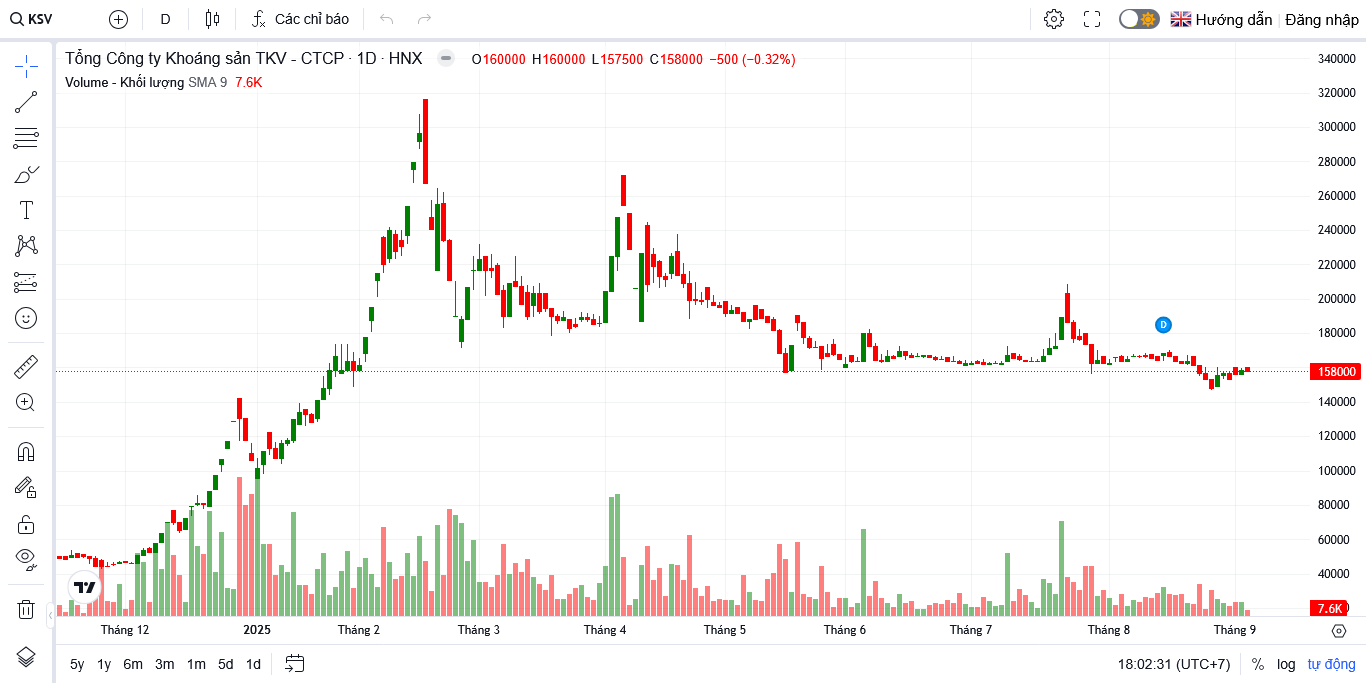 KSV D Các chỉ báo Hướng dẫn Đăng nhập
Tổng Công ty Khoáng sản TKV - CTCP · 1D · HNX O160000 H160000 L157500 C158000 −500 (−0.32%)
Volume - Khối lượng SMA 9 7.6K
340000
320000
300000
280000
260000
240000
220000
200000
180000
D
158000
140000
120000
100000
80000
60000
40000
7.6K
Tháng 12 2025 Tháng 2 Tháng 3 Tháng 4 Tháng 5 Tháng 6 Tháng 7 Tháng 8 Tháng 9
5y 1y 6m 3m 1m 5d 1d 18:02:31 (UTC+7) % log tự động